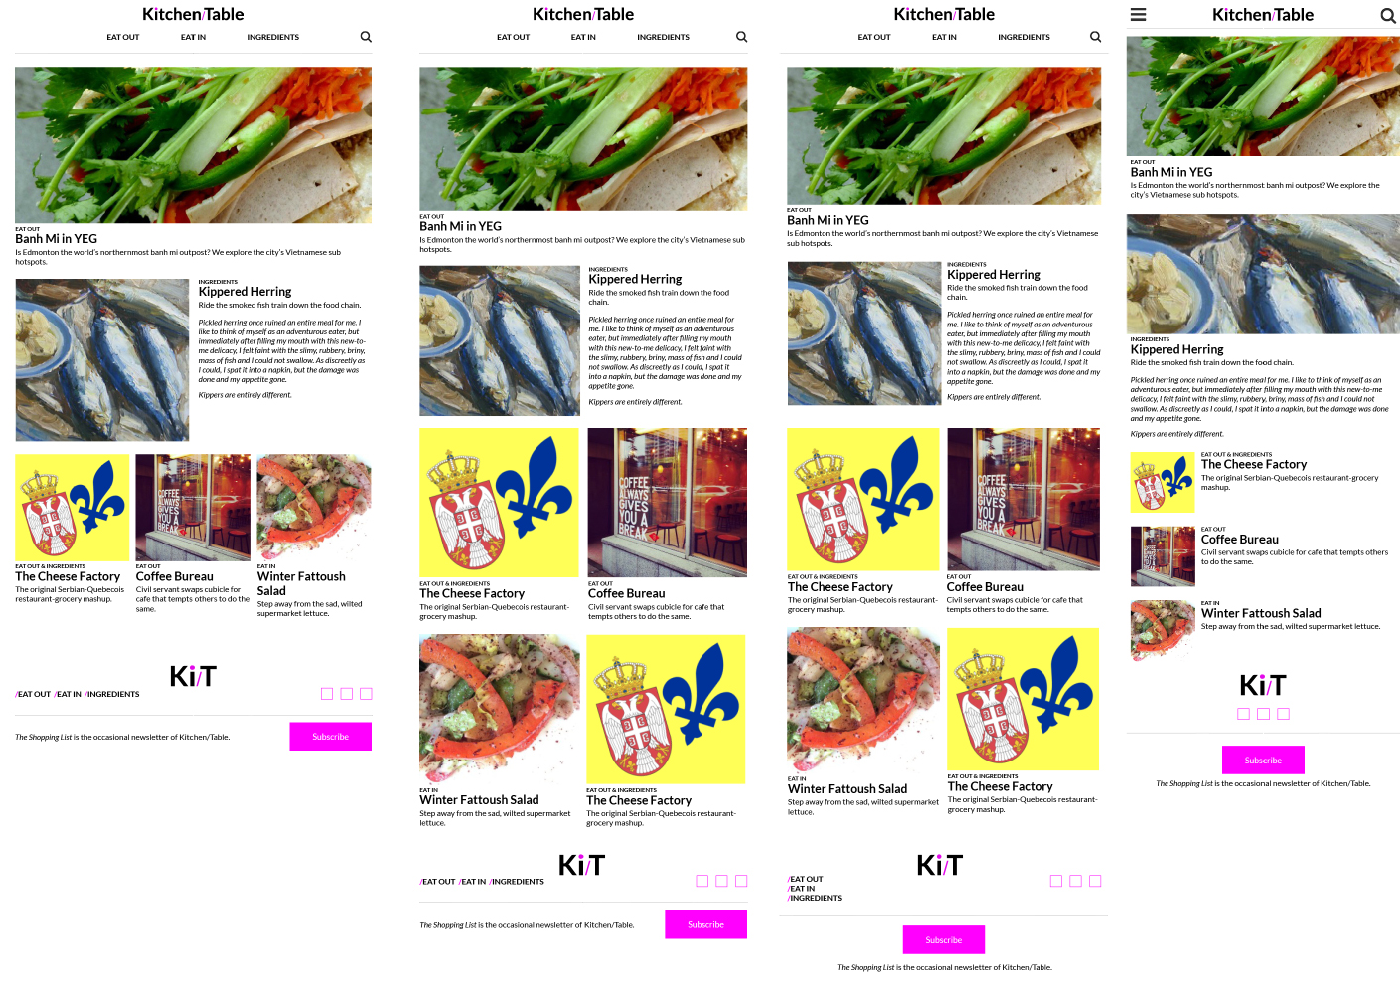 Kitchen/Table
EAT OUT EAT IN INGREDIENTS
EAT OUT
Banh Mi in YEG
Is Edmonton the world's northernmost banh mi outpost? We explore the city's Vietnamese sub
hotspots.
INGREDIENTS
Kippered Herring
Ride the smoked fish train down the food chain.
Pickled herring once ruined an entire meal for me. I
like to think of myself as an adventurous eater, but
immediately after filling my mouth with this new-to-
me delicacy, I felt faint with the slimy, rubbery, briny,
mass of fish and I could not swallow. As discreetly as
I could, I spat it into a napkin, but the damage was
done and my appetite gone.
Kippers are entirely different.
COFFEE
ALWAYS
GIVES
YOU A
BREAK
EAT OUT & INGREDIENTS
The Cheese Factory
The original Serbian-Quebecois
restaurant-grocery mashup.
EAT OUT
Coffee Bureau
Civil servant swaps cubicle for
cafe that tempts others to do the
same.
EAT IN
Winter Fattoush
Salad
Step away from the sad, wilted
supermarket lettuce.
Ki/T
/EAT OUT /EAT IN /INGREDIENTS
The Shopping List is the occasional newsletter of Kitchen/Table.
Subscribe
Kitchen/Table
EAT OUT EAT IN INGREDIENTS
EAT OUT
Banh Mi in YEG
Is Edmonton the world's northernmost banh mi outpost? We explore the city's Vietnamese sub
hotspots.
INGREDIENTS
Kippered Herring
Ride the smoked fish train down the food
chain.
Pickled herring once ruined an entire meal for
me. I like to think of myself as an adventurous
eater, but immediately after filling my mouth
with this new-to-me delicacy, I felt faint with
the slimy, rubbery, briny, mass of fish and I could
not swallow. As discreetly as I could, I spat it
into a napkin, but the damage was done and my
appetite gone.
Kippers are entirely different.
COFFEE
ALWAYS
GIVES
YOU A
BREAK
EAT OUT & INGREDIENTS
The Cheese Factory
The original Serbian-Quebecois restaurant-
grocery mashup.
EAT OUT
Coffee Bureau
Civil servant swaps cubicle for cafe that
tempts others to do the same.
EAT IN
Winter Fattoush Salad
Step away from the sad, wilted supermarket
lettuce.
EAT OUT & INGREDIENTS
The Cheese Factory
The original Serbian-Quebecois restaurant-
grocery mashup.
Ki/T
/EAT OUT /EAT IN /INGREDIENTS
The Shopping List is the occasional newsletter of Kitchen/Table.
Subscribe
Kitchen/Table
EAT OUT EAT IN INGREDIENTS
EAT OUT
Banh Mi in YEG
Is Edmonton the world's northernmost banh mi outpost? We explore the city's Vietnamese
sub hotspots.
INGREDIENTS
Kippered Herring
Ride the smoked fish train down the food
chain.
Pickled herring once ruined an entire meal for
me. I like to think of myself as an adventurous
eater, but immediately after filling my mouth
with this new-to-me delicacy, I felt faint with
the slimy, rubbery, briny, mass of fish and I could
not swallow. As discreetly as I could, I spat it
into a napkin, but the damage was done and my
appetite gone.
Kippers are entirely different.
COFFEE
ALWAYS
GIVES
YOU A
BREAK
EAT OUT & INGREDIENTS
The Cheese Factory
The original Serbian-Quebecois restaurant-
grocery mashup.
EAT OUT
Coffee Bureau
Civil servant swaps cubicle for cafe that
tempts others to do the same.
EAT IN
Winter Fattoush Salad
Step away from the sad, wilted supermarket
lettuce.
EAT OUT & INGREDIENTS
The Cheese Factory
The original Serbian-Quebecois restaurant-
grocery mashup.
Ki/T
/EAT OUT
/EAT IN
/INGREDIENTS
Subscribe
The Shopping List is the occasional newsletter of Kitchen/Table.
Kitchen/Table
EAT OUT
Banh Mi in YEG
Is Edmonton the world's northernmost banh mi outpost? We explore the
city's Vietnamese sub hotspots.
INGREDIENTS
Kippered Herring
Ride the smoked fish train down the food chain.
Pickled herring once ruined an entire meal for me. I like to think of myself as an
adventurous eater, but immediately after filling my mouth with this new-to-me
delicacy, I felt faint with the slimy, rubbery, briny, mass of fish and I could not
swallow. As discreetly as I could, I spat it into a napkin, but the damage was done
and my appetite gone.
Kippers are entirely different.
EAT OUT & INGREDIENTS
The Cheese Factory
The original Serbian-Quebecois restaurant-grocery
mashup.
EAT OUT
Coffee Bureau
Civil servant swaps cubicle for cafe that tempts others
to do the same.
EAT IN
Winter Fattoush Salad
Step away from the sad, wilted supermarket lettuce.
Ki/T
Subscribe
The Shopping List is the occasional newsletter of Kitchen/Table.